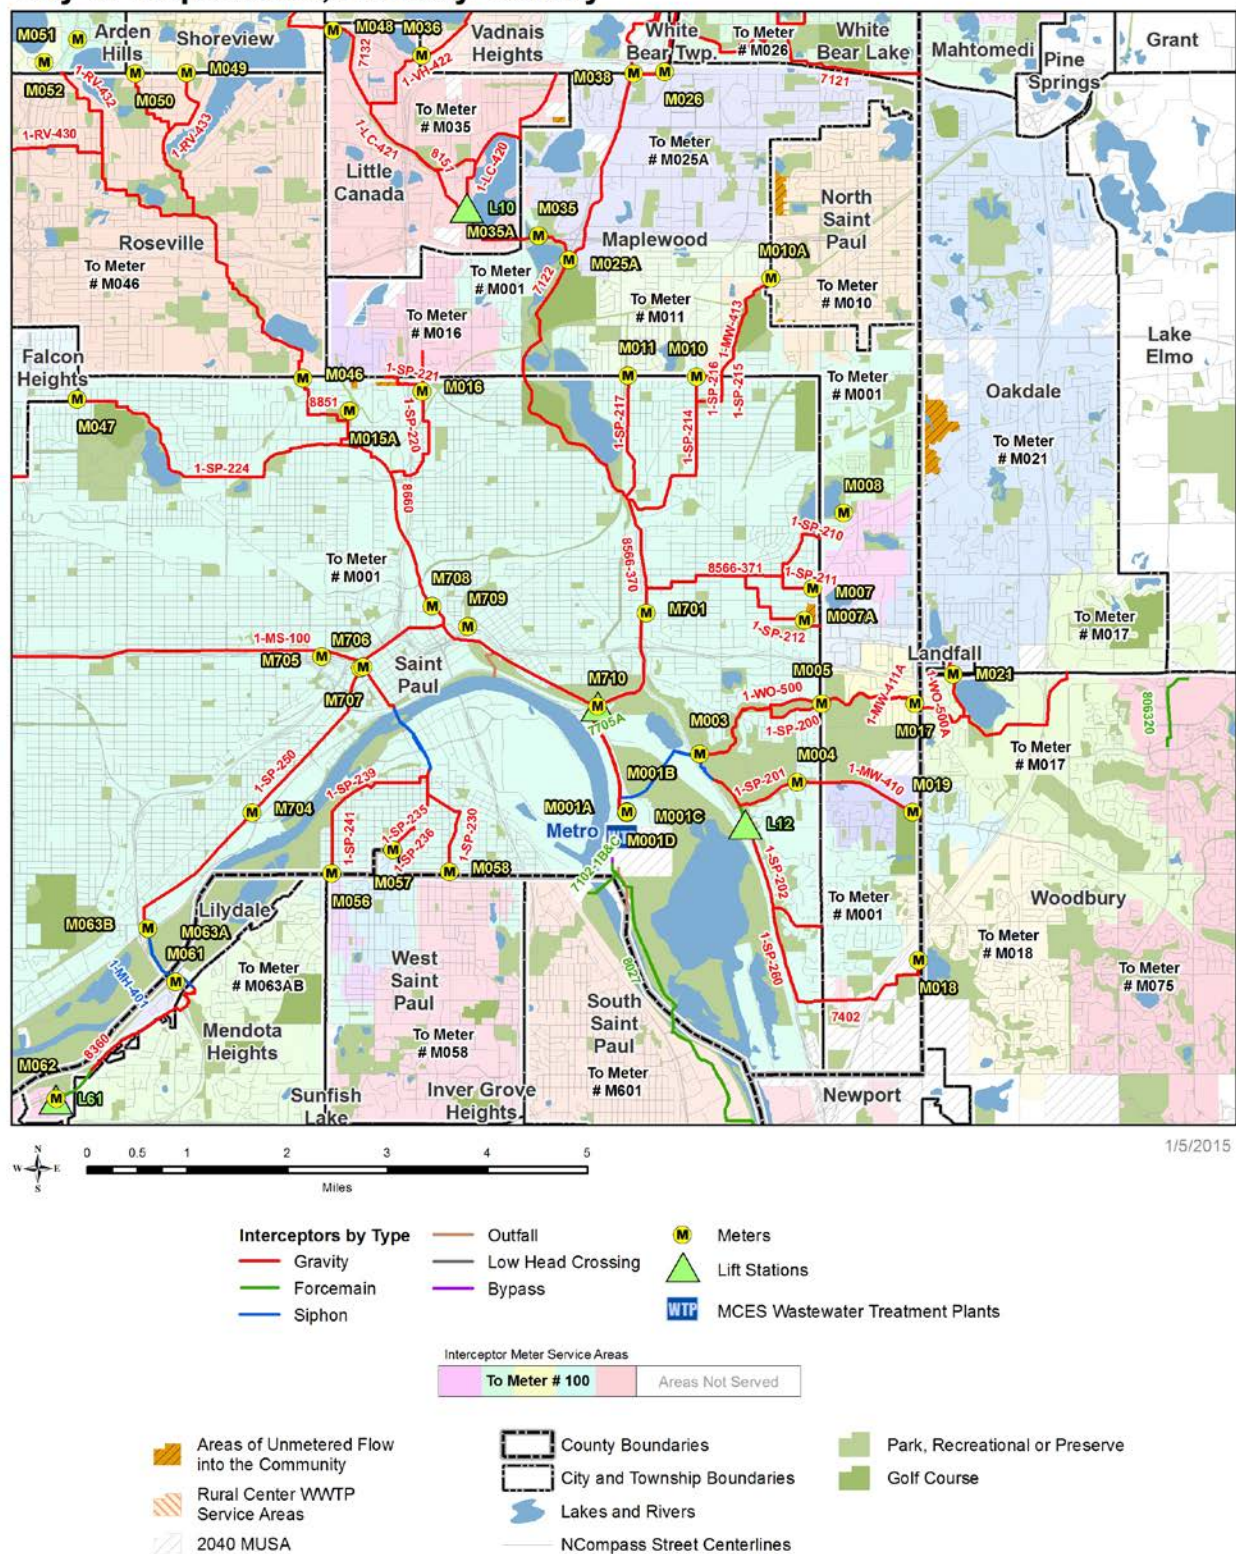 M051
Arden
Hills
Shoreview
M048
M036
Vadnais
Heights
White
Bear Twp.
To Meter
# M026
White
Bear Lake
Mahtomedi
Grant
Pine
Springs
M052
1-RV-432
M050
M049
7132
1-VH-422
M038
M026
7121
1-RV-430
1-RV-433
To Meter
# M035
1-LC-421
8157
1-LC-420
To Meter
# M025A
Little
Canada
L10
North
Saint
Paul
Roseville
To Meter
# M046
M035A
M035
Maplewood
M025A
M010A
To Meter
# M001
7122
To Meter
# M010
To Meter
# M016
To Meter
# M011
1-MW-413
Lake
Elmo
Falcon
Heights
M046
1-SP-221
M016
M011
M010
1-SP-216
1-SP-215
To Meter
# M001
Oakdale
M047
8851
M015A
1-SP-220
1-SP-217
1-SP-214
To Meter
# M021
1-SP-224
8660
M008
1-SP-210
To Meter
# M001
8566-370
8566-371
1-SP-211
M007
M708
M709
M701
M007A
1-SP-212
To Meter
# M017
1-MS-100
M706
M705
Saint
Paul
M707
M710
7705A
M005
Landfall
M021
1-WO-500
1-MW-411A
1-WO-500A
1-SP-200
M003
M017
806320
To Meter
# M017
1-SP-250
1-SP-239
M001B
M004
1-SP-201
1-MW-410
M019
M704
M001A
M001C
Metro
WTP
M001D
L12
1-SP-241
1-SP-235
1-SP-236
1-SP-230
7102-1B&C
M057
M058
M056
1-SP-202
Woodbury
Lilydale
M063B
M063A
M061
To Meter
# M001
To Meter
# M018
1-MH-401
To Meter
# M063AB
West
Saint
Paul
8027
1-SP-260
To Meter
# M075
M018
South
Saint
Paul
7402
Mendota
Heights
To Meter
# M058
8360
M062
L61
To Meter
# M601
Sunfish
Lake
Inver Grove
Heights
Newport
1/5/2015
N
W E
S
0 0.5 1 2 3 4 5
Miles
Interceptors by Type
Gravity
Forcemain
Siphon
Outfall
Low Head Crossing
Bypass
M Meters
Lift Stations
WTP MCES Wastewater Treatment Plants
Interceptor Meter Service Areas
To Meter # 100
Areas Not Served
Areas of Unmetered Flow
into the Community
Rural Center WWTP
Service Areas
2040 MUSA
County Boundaries
City and Township Boundaries
Lakes and Rivers
NCompass Street Centerlines
Park, Recreational or Preserve
Golf Course